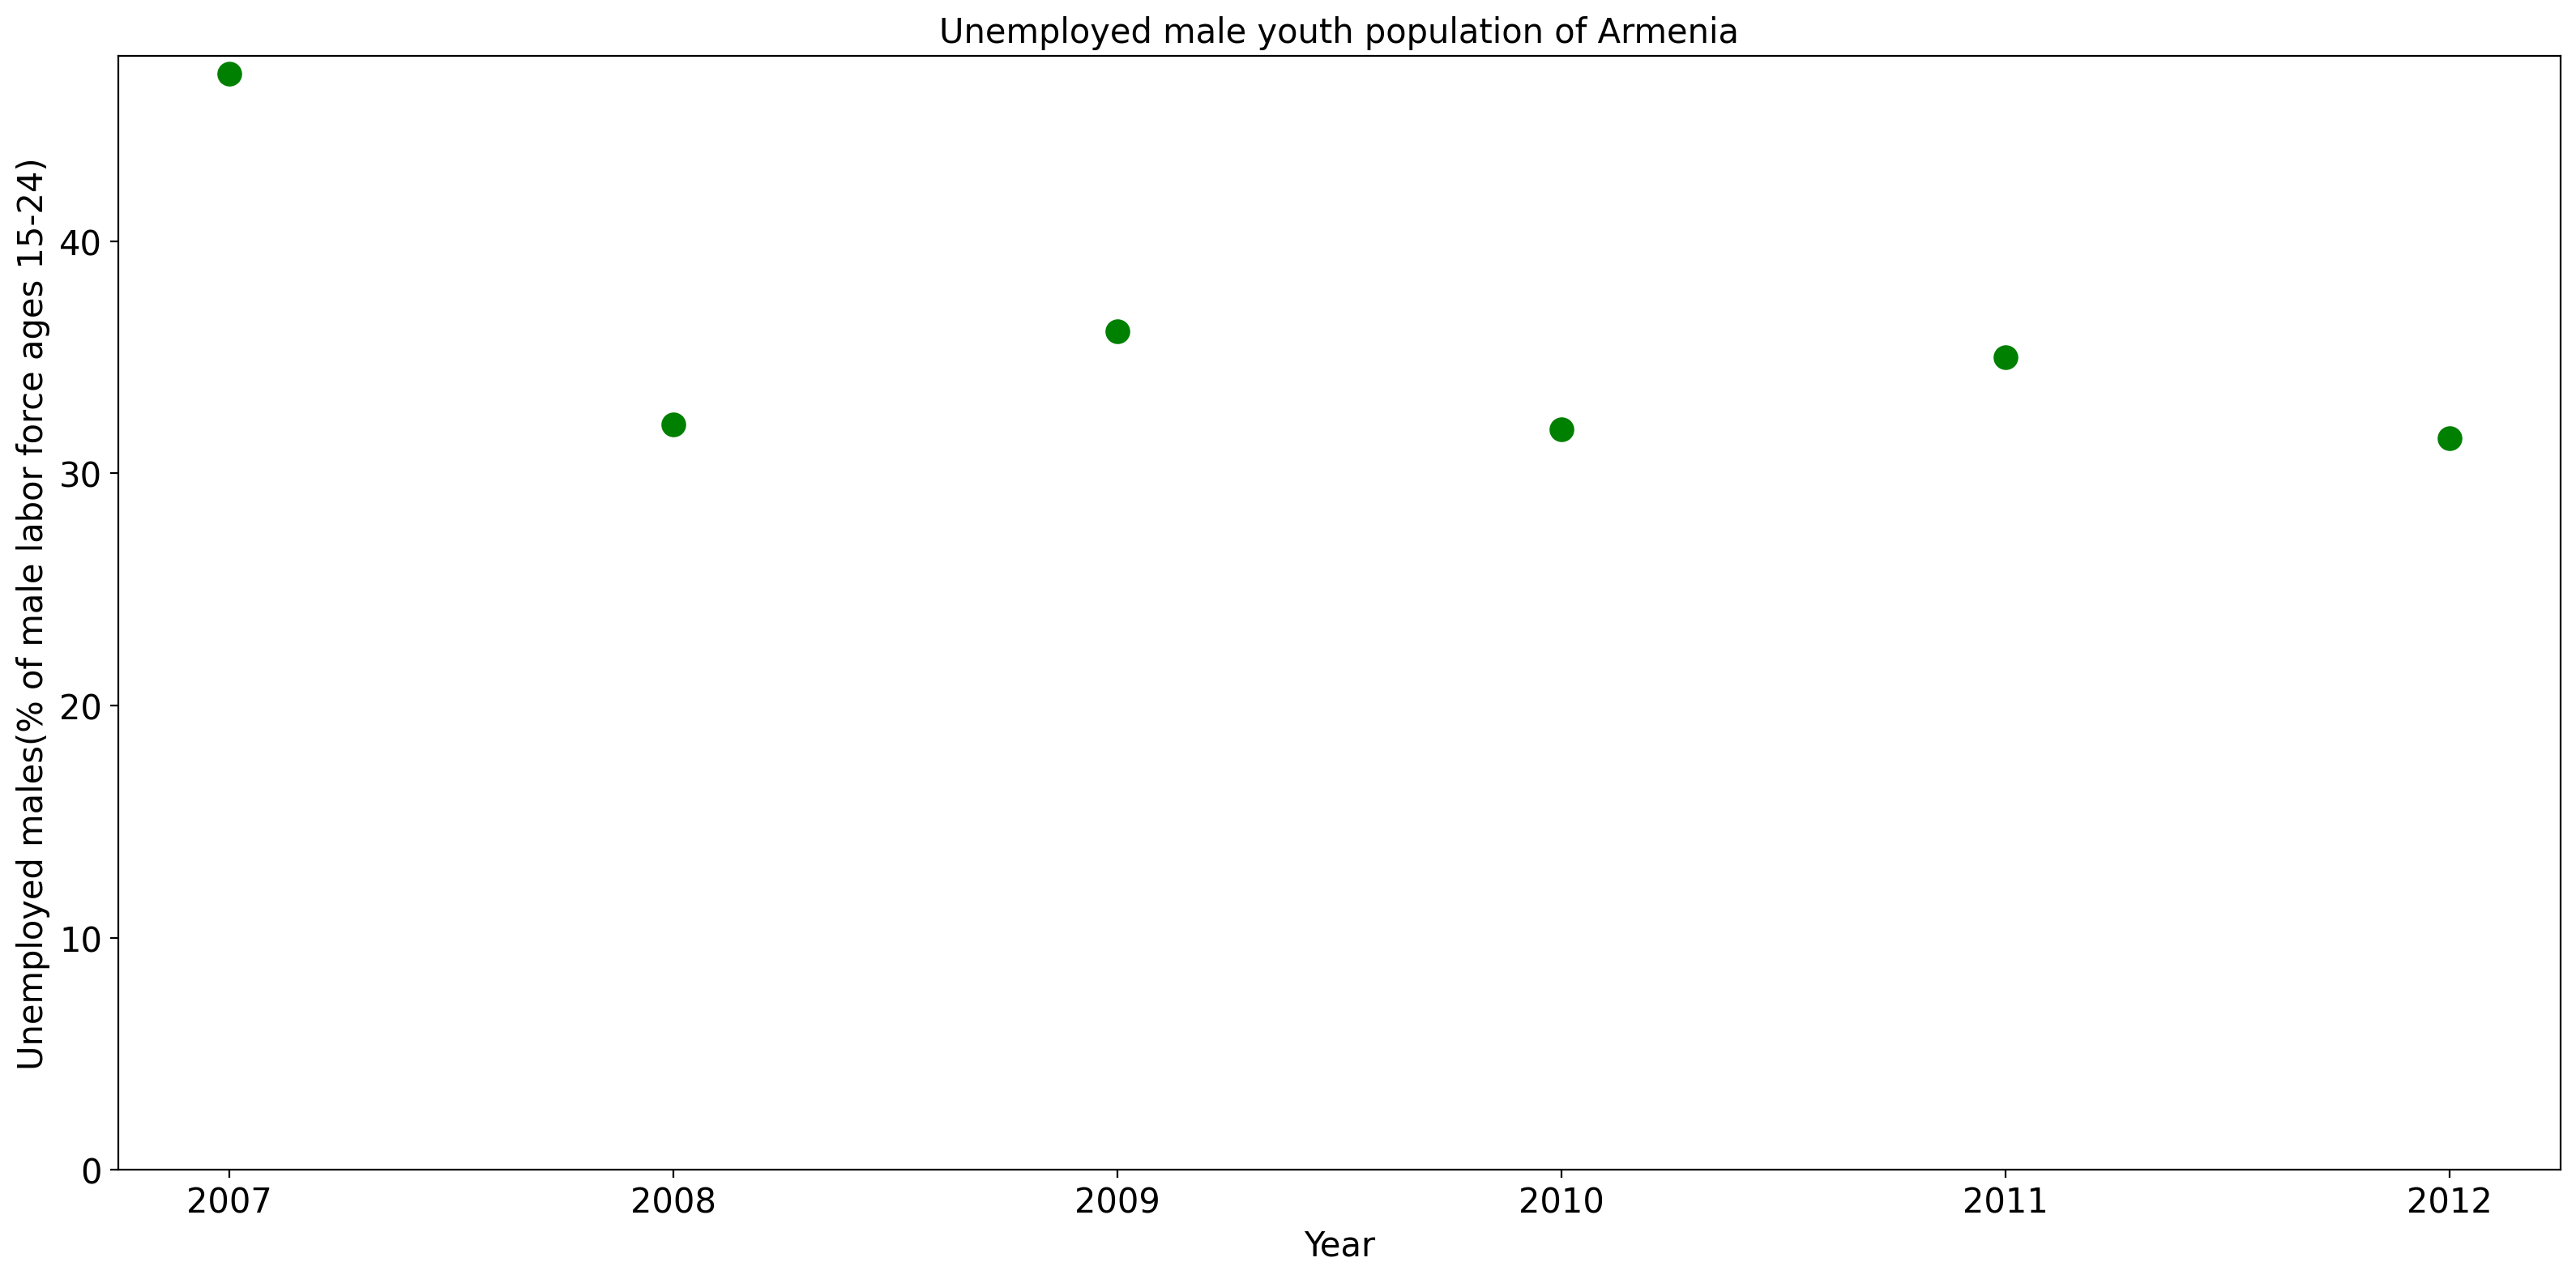 Unemployed male youth population of Armenia
Unemployed males(% of male labor force ages 15-24)
40
30
20
10
0
2007 2008 2009 2010 2011 2012
Year